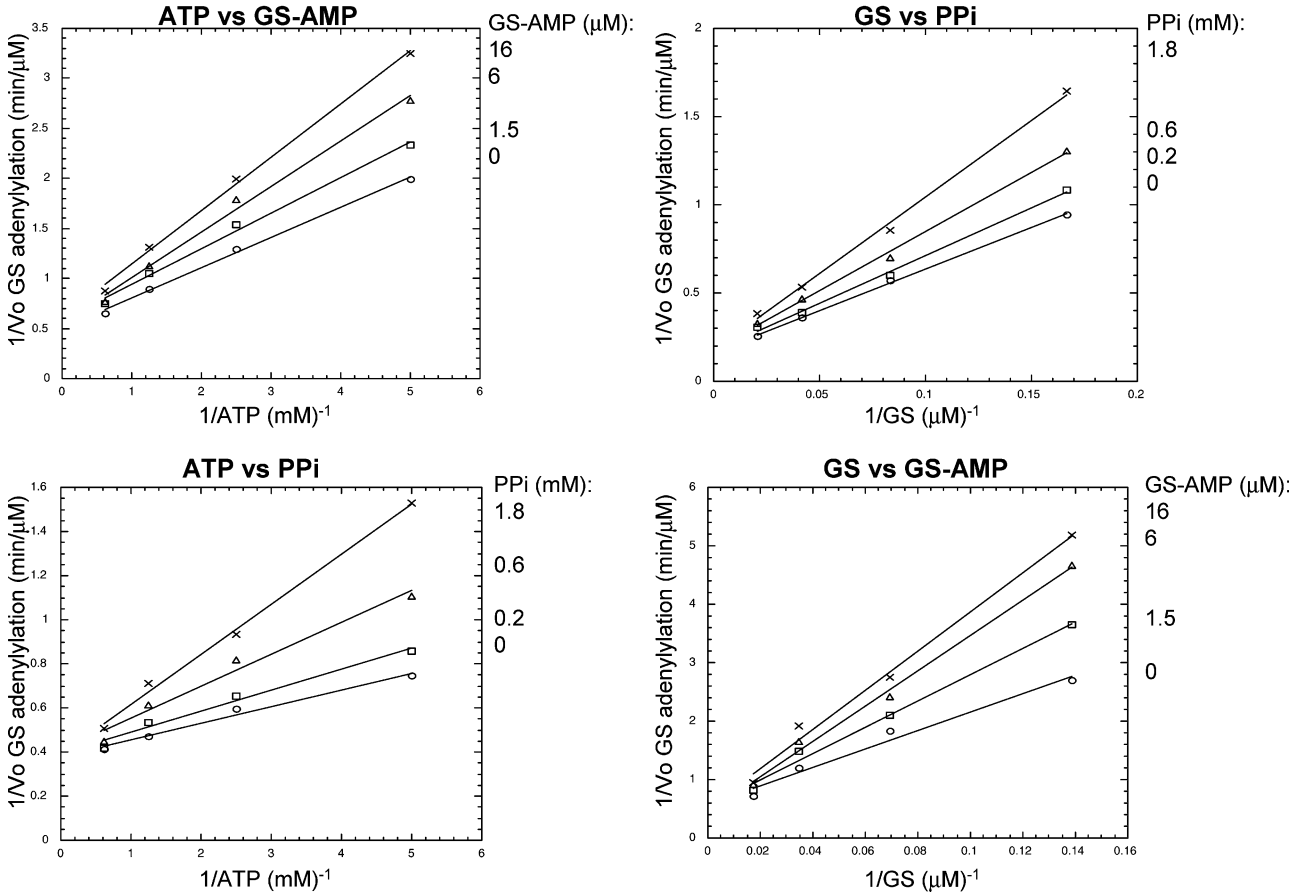 ATP vs GS-AMP
GS-AMP (μM):
16
6
1.5
0
3.5
3
2.5
2
1.5
1
0.5
0
0 1 2 3 4 5 6
1/Vo GS adenylylation (min/μM)
1/ATP (mM)-1
GS vs PPi
PPi (mM):
1.8
0.6
0.2
0
2
1.5
1
0.5
0
0 0.05 0.1 0.15 0.2
1/Vo GS adenylylation (min/μM)
1/GS (μM)-1
ATP vs PPi
PPi (mM):
1.8
0.6
0.2
0
1.6
1.4
1.2
1
0.8
0.6
0.4
0.2
0
0 1 2 3 4 5 6
1/Vo GS adenylylation (min/μM)
1/ATP (mM)-1
GS vs GS-AMP
GS-AMP (μM):
16
6
1.5
0
6
5
4
3
2
1
0
0 0.02 0.04 0.06 0.08 0.1 0.12 0.14 0.16
1/Vo GS adenylylation (min/μM)
1/GS (μM)-1